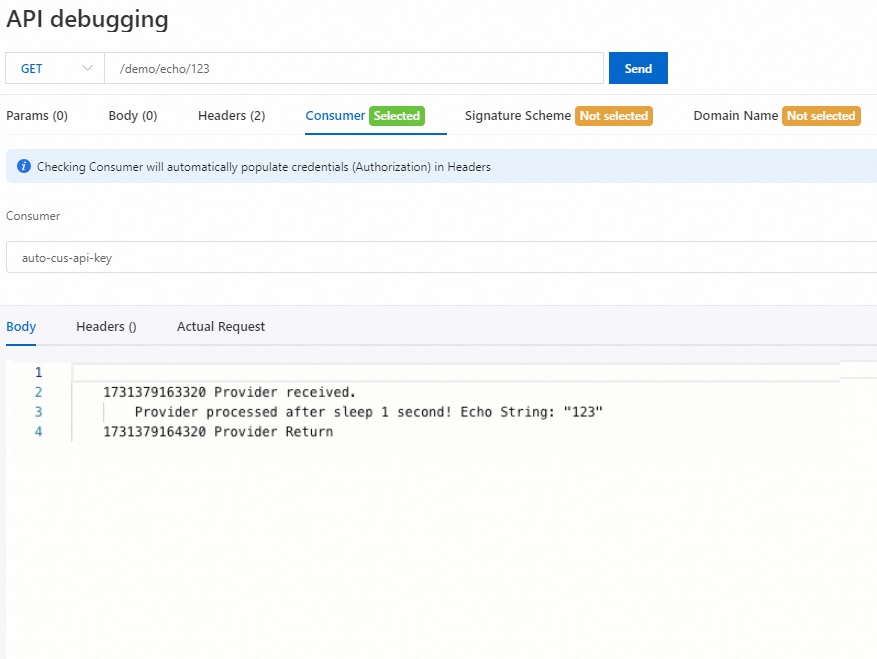 API debugging
GET /demo/echo/123 Send
Params (0) Body (0) Headers (2) Consumer Selected Signature Scheme Not selected Domain Name Not selected
Checking Consumer will automatically populate credentials (Authorization) in Headers
Consumer
auto-cus-api-key
Body Headers () Actual Request
1
2 1731379163320 Provider received.
3 Provider processed after sleep 1 second! Echo String: "123"
4 1731379164320 Provider Return